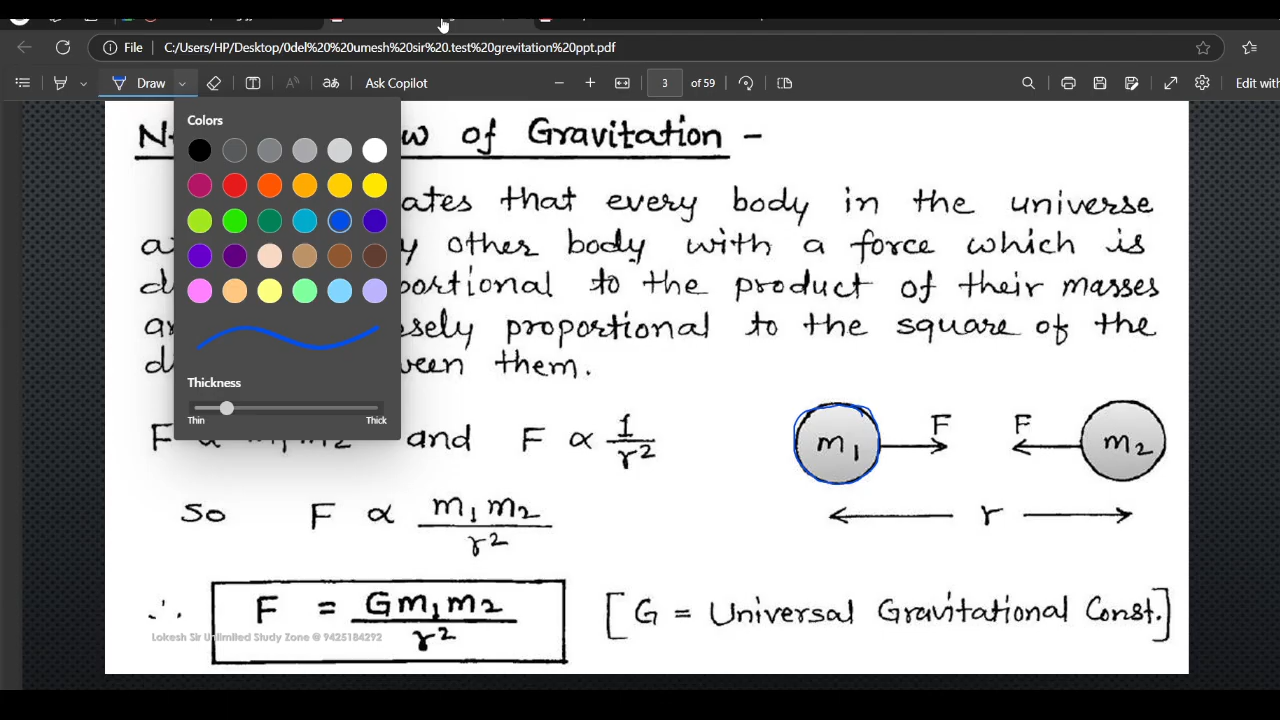 File C:/Users/HP/Desktop/0del%20%20umesh%20sir%20.test%20grevitation%20ppt.pdf
Draw Ask Copilot 3 of 59 Edit with
Colors
Thickness
Thin Thick
of Gravitation -
ates that every body in the universe
other body with a force which is
portional to the product of their masses
sely proportional to the square of the
een them.
F ∝ m₁m₂ and F ∝ 1/r²
m₁ F F m₂
So F ∝ m₁m₂/r²
r
∴ F = Gm₁m₂/r² [G = Universal Gravitational Const.]
Lokesh Sir Unlimited Study Zone @ 9425184292